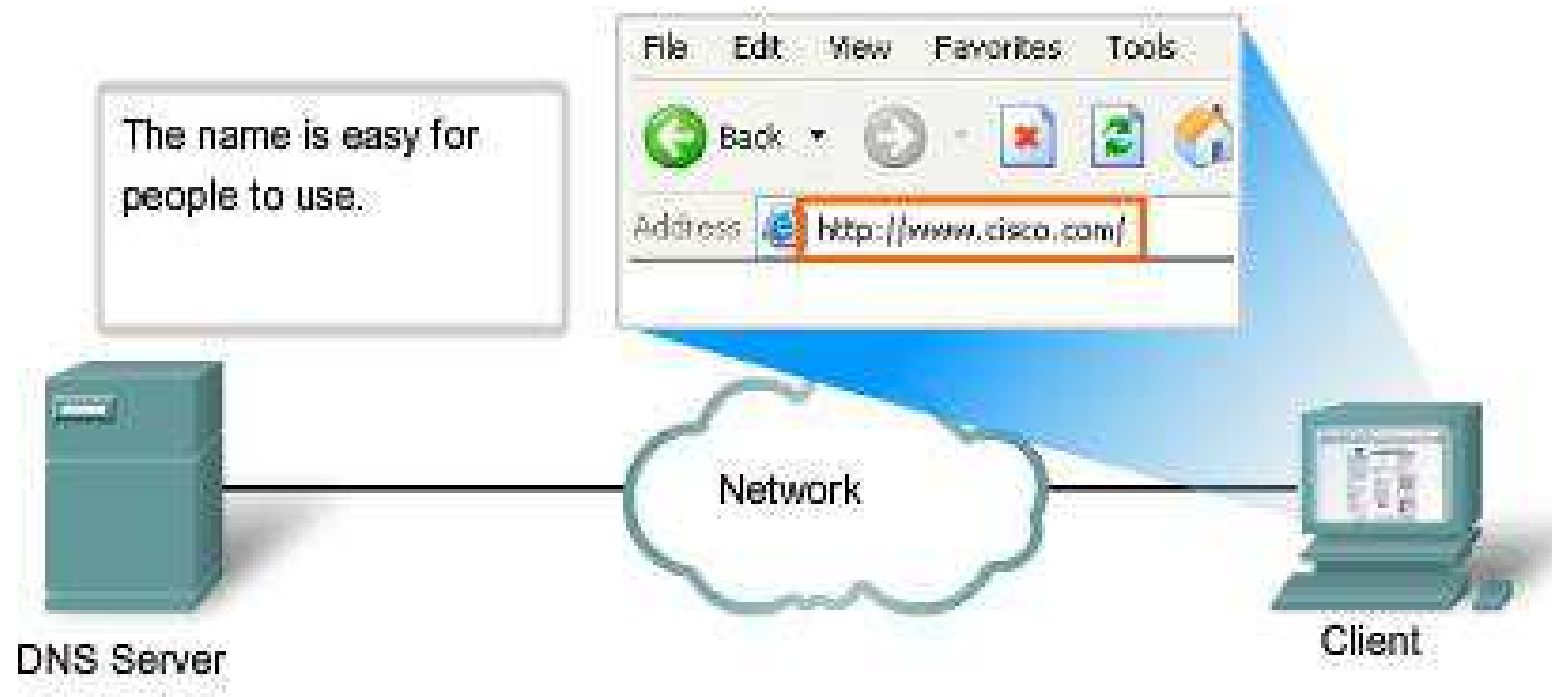 The name is easy for
people to use.
File Edit View Favorites Tools
Back
Address http://www.cisco.com/
Network
DNS Server
Client